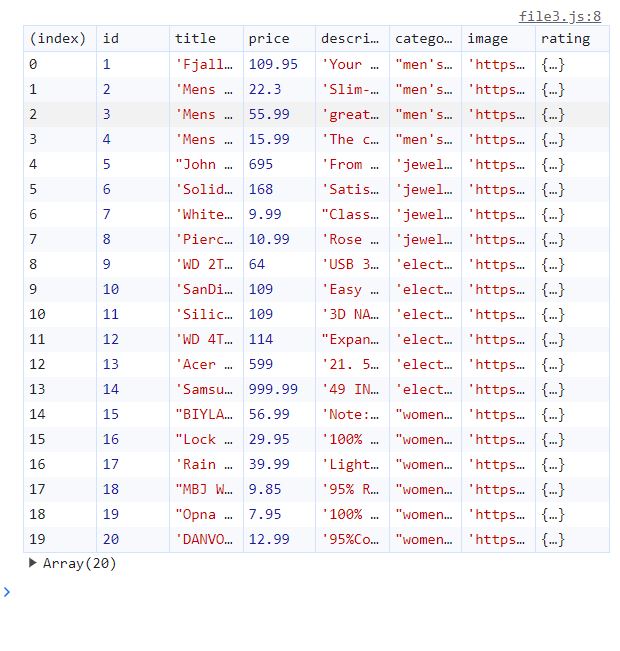 file3.js:8
(index) id title price descri… catego… image rating
0 1 'Fjall… 109.95 'Your … "men's… 'https… {…}
1 2 'Mens … 22.3 'Slim-… "men's… 'https… {…}
2 3 'Mens … 55.99 'great… "men's… 'https… {…}
3 4 'Mens … 15.99 'The c… "men's… 'https… {…}
4 5 "John … 695 'From … 'jewel… 'https… {…}
5 6 'Solid… 168 'Satis… 'jewel… 'https… {…}
6 7 'White… 9.99 "Class… 'jewel… 'https… {…}
7 8 'Pierc… 10.99 'Rose … 'jewel… 'https… {…}
8 9 'WD 2T… 64 'USB 3… 'elect… 'https… {…}
9 10 'SanDi… 109 'Easy … 'elect… 'https… {…}
10 11 'Silic… 109 '3D NA… 'elect… 'https… {…}
11 12 'WD 4T… 114 "Expan… 'elect… 'https… {…}
12 13 'Acer … 599 '21. 5… 'elect… 'https… {…}
13 14 'Samsu… 999.99 '49 IN… 'elect… 'https… {…}
14 15 "BIYLA… 56.99 'Note:… "women… 'https… {…}
15 16 "Lock … 29.95 '100% … "women… 'https… {…}
16 17 'Rain … 39.99 'Light… "women… 'https… {…}
17 18 "MBJ W… 9.85 '95% R… "women… 'https… {…}
18 19 "Opna … 7.95 '100% … "women… 'https… {…}
19 20 'DANVO… 12.99 '95%Co… "women… 'https… {…}
▶ Array(20)